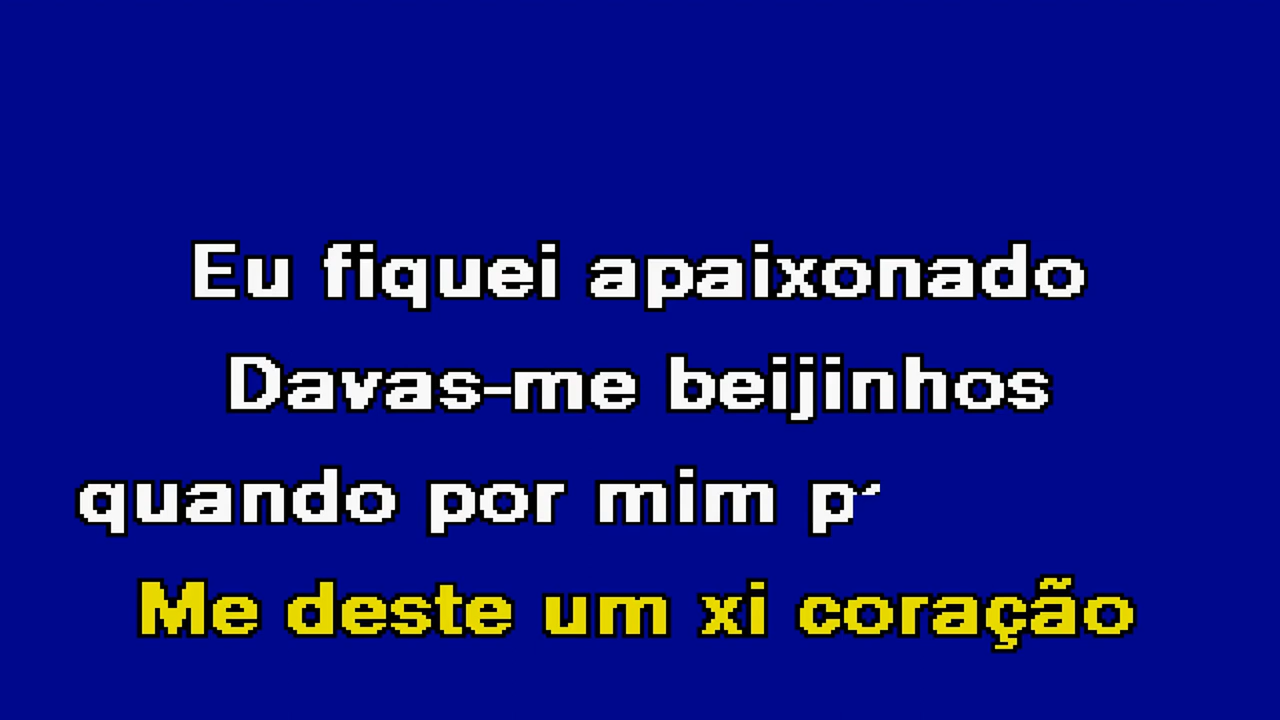 Eu fiquei apaixonado
Davas-me beijinhos
quando por mim
Me deste um xi coração